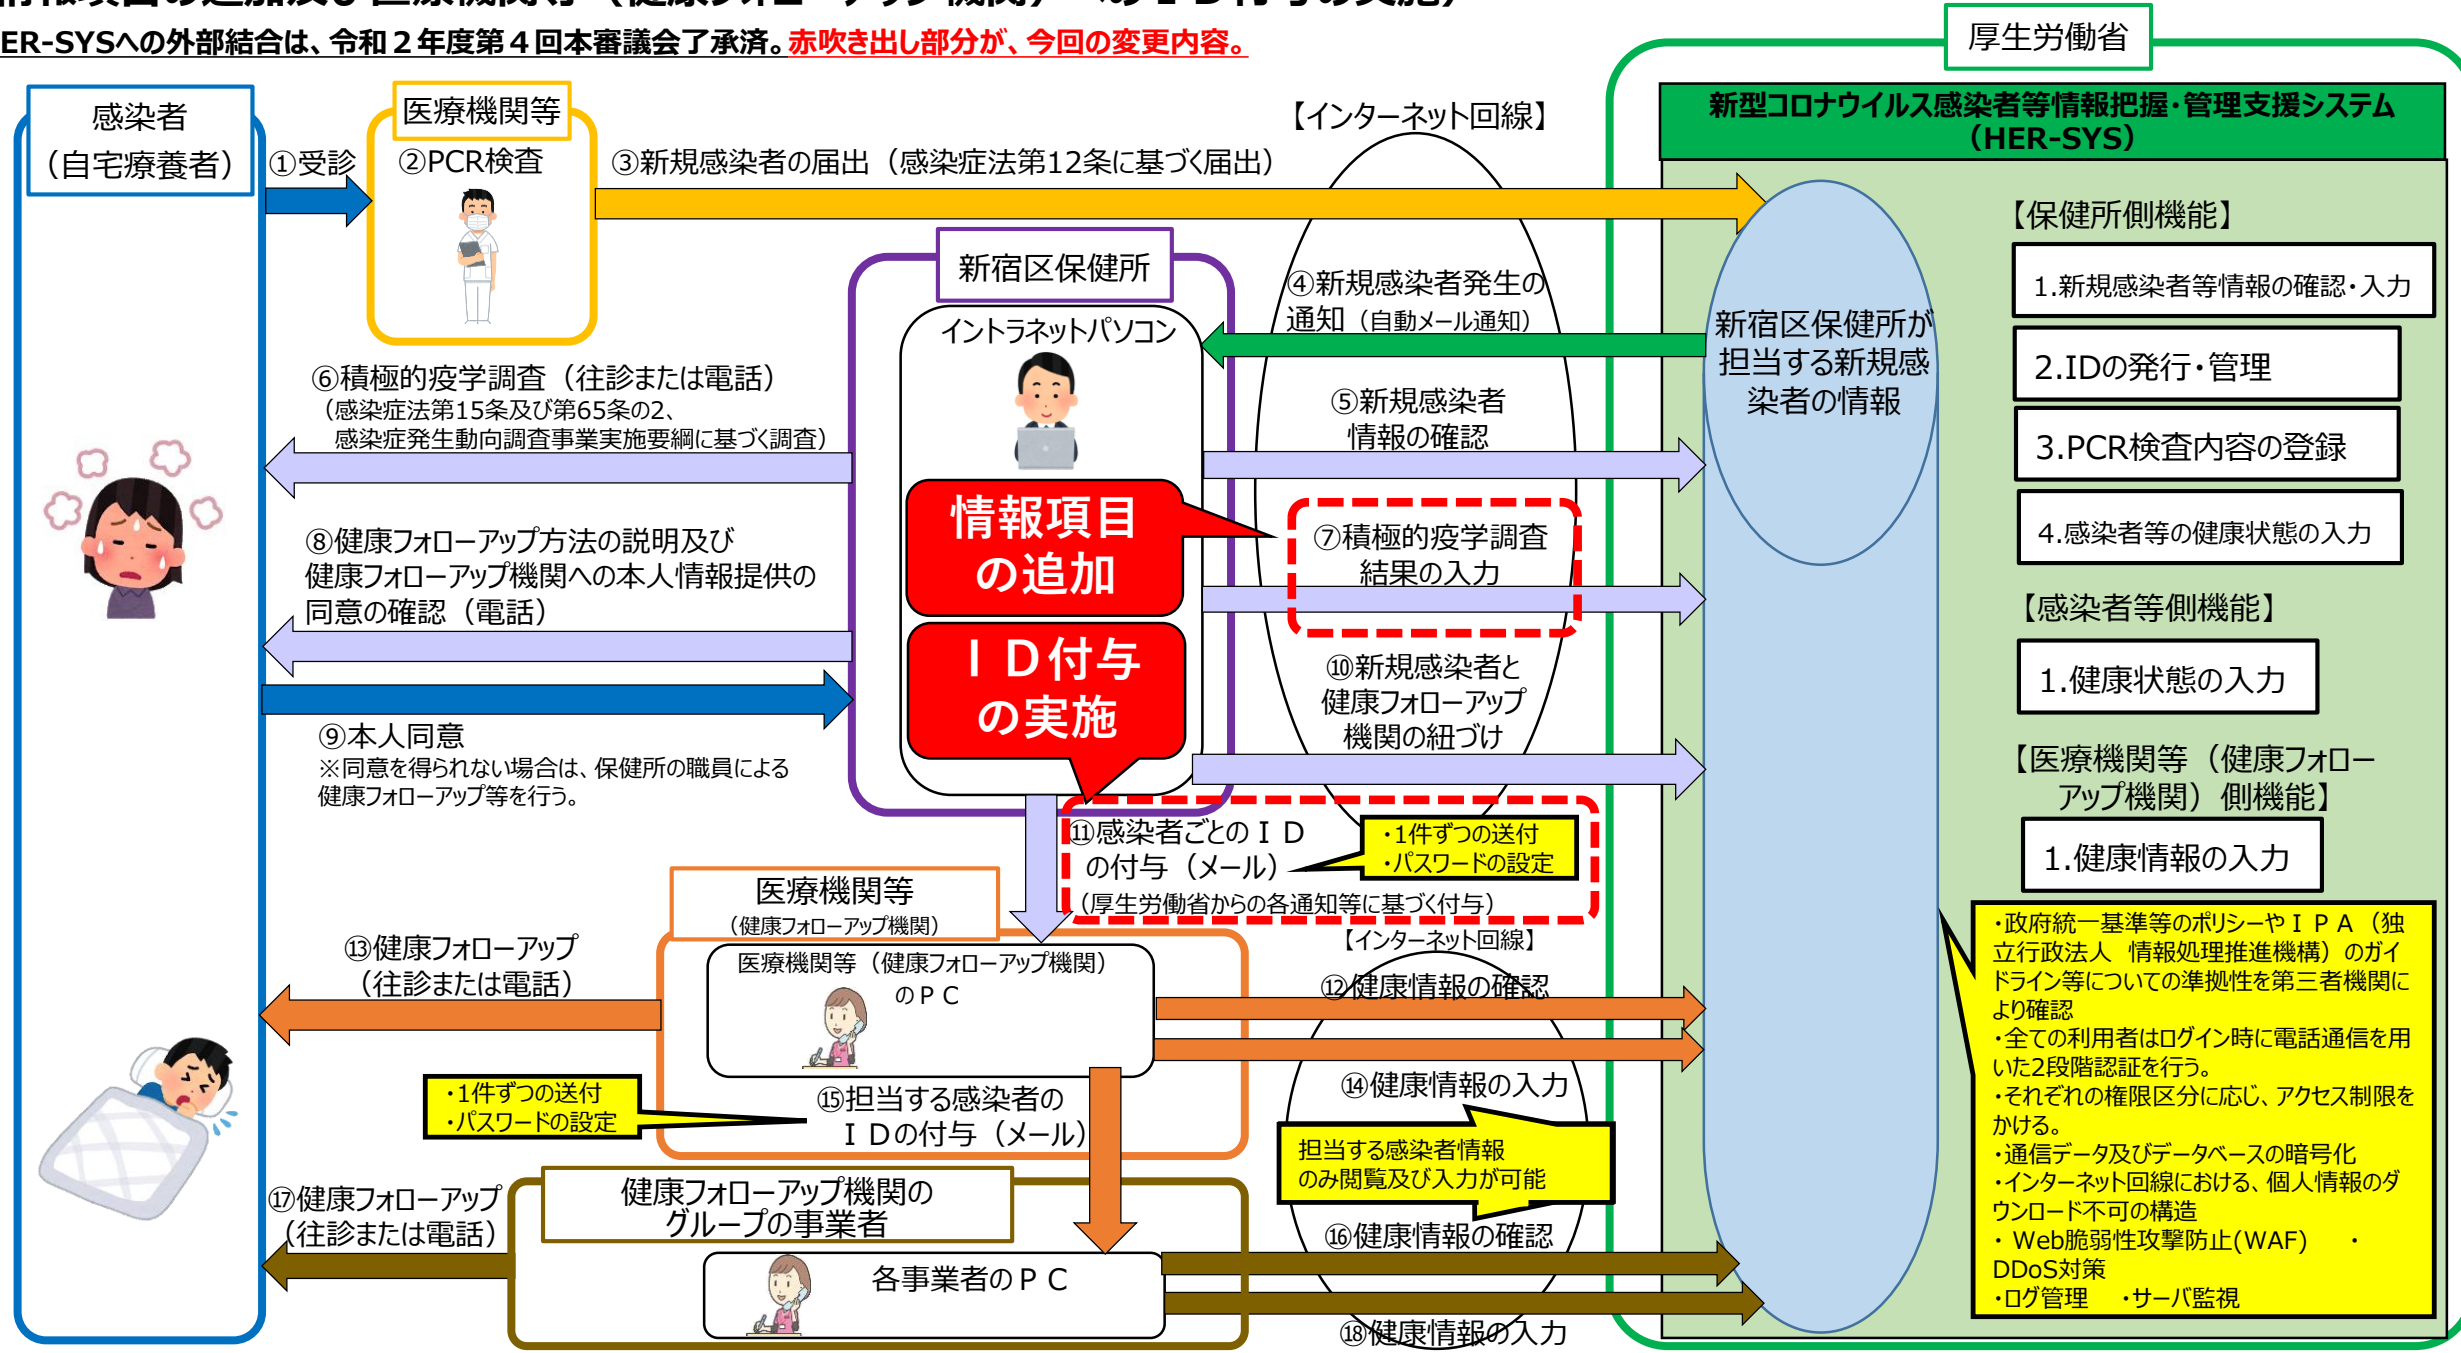 ER-SYSへの外部結合は、令和２年度第４回本審議会了承済。赤吹き出し部分が、今回の変更内容。
厚生労働省
感染者
（自宅療養者）
①受診
医療機関等
②PCR検査
③新規感染者の届出（感染症法第12条に基づく届出）
【インターネット回線】
新型コロナウイルス感染者等情報把握・管理支援システム
（HER-SYS）
新宿区保健所
イントラネットパソコン
④新規感染者発生の
通知（自動メール通知）
⑤新規感染者
情報の確認
⑥積極的疫学調査（往診または電話）
（感染症法第15条及び第65条の2、
感染症発生動向調査事業実施要綱に基づく調査）
情報項目
の追加
⑦積極的疫学調査
結果の入力
⑧健康フォローアップ方法の説明及び
健康フォローアップ機関への本人情報提供の
同意の確認（電話）
ＩＤ付与
の実施
⑨本人同意
※同意を得られない場合は、保健所の職員による
健康フォローアップ等を行う。
⑩新規感染者と
健康フォローアップ
機関の紐づけ
⑪感染者ごとのＩＤ
の付与（メール）
（厚生労働省からの各通知等に基づく付与）
・1件ずつの送付
・パスワードの設定
新宿区保健所が
担当する新規感
染者の情報
【保健所側機能】
1.新規感染者等情報の確認・入力
2.IDの発行・管理
3.PCR検査内容の登録
4.感染者等の健康状態の入力
【感染者等側機能】
1.健康状態の入力
【医療機関等（健康フォロー
アップ機関）側機能】
1.健康情報の入力
医療機関等
（健康フォローアップ機関）
医療機関等（健康フォローアップ機関）
のＰＣ
【インターネット回線】
⑫健康情報の確認
⑬健康フォローアップ
（往診または電話）
⑭健康情報の入力
担当する感染者情報
のみ閲覧及び入力が可能
・1件ずつの送付
・パスワードの設定
⑮担当する感染者の
ＩＤの付与（メール）
健康フォローアップ機関の
グループの事業者
各事業者のＰＣ
⑯健康情報の確認
⑰健康フォローアップ
（往診または電話）
⑱健康情報の入力
・政府統一基準等のポリシーやＩＰＡ（独
立行政法人　情報処理推進機構）のガイ
ドライン等についての準拠性を第三者機関に
より確認
・全ての利用者はログイン時に電話通信を用
いた2段階認証を行う。
・それぞれの権限区分に応じ、アクセス制限を
かける。
・通信データ及びデータベースの暗号化
・インターネット回線における、個人情報のダ
ウンロード不可の構造
・Web脆弱性攻撃防止(WAF)　・
DDoS対策
・ログ管理　・サーバ監視